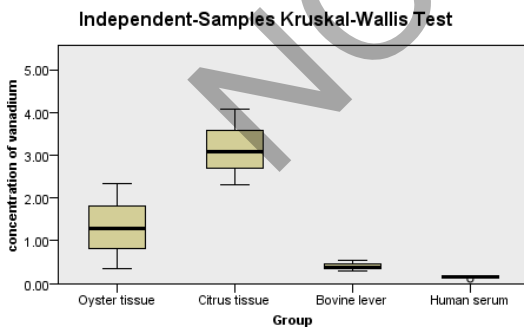 Independent-Samples Kruskal-Wallis Test
concentration of vanadium
5.00
4.00
3.00
2.00
1.00
0.00
Oyster tissue
Citrus tissue
Bovine lever
Human serum
Group